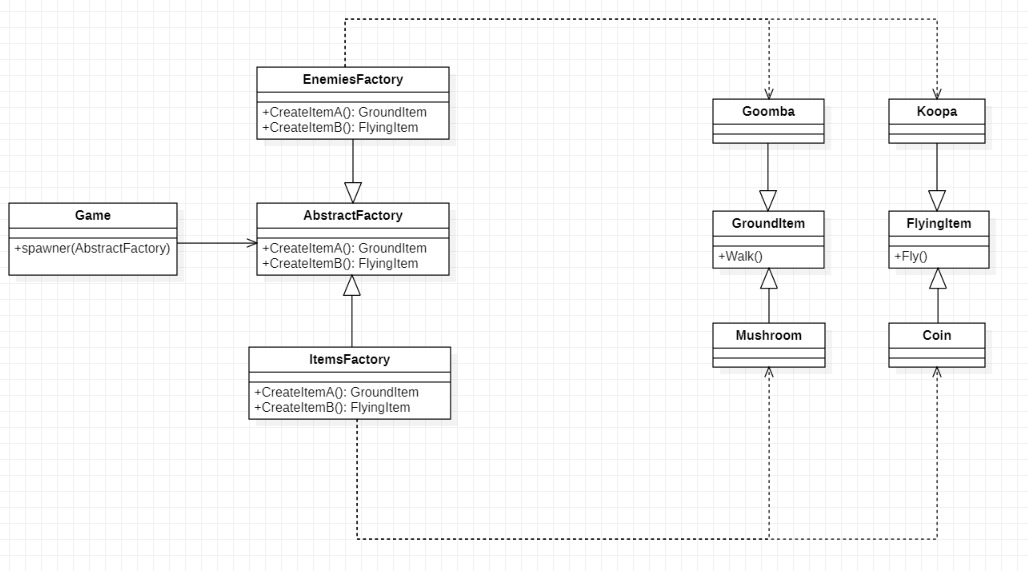 EnemiesFactory
+CreateItemA(): GroundItem
+CreateItemB(): FlyingItem
Goomba
Koopa
Game
+spawner(AbstractFactory)
AbstractFactory
+CreateItemA(): GroundItem
+CreateItemB(): FlyingItem
GroundItem
+Walk()
FlyingItem
+Fly()
ItemsFactory
+CreateItemA(): GroundItem
+CreateItemB(): FlyingItem
Mushroom
Coin